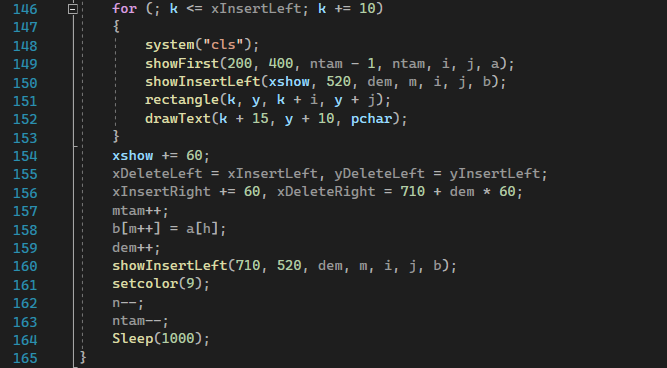 146 for (; k <= xInsertLeft; k += 10)
147 {
148 system("cls");
149 showFirst(200, 400, ntam - 1, ntam, i, j, a);
150 showInsertLeft(xshow, 520, dem, m, i, j, b);
151 rectangle(k, y, k + i, y + j);
152 drawText(k + 15, y + 10, pchar);
153 }
154 xshow += 60;
155 xDeleteLeft = xInsertLeft, yDeleteLeft = yInsertLeft;
156 xInsertRight += 60, xDeleteRight = 710 + dem * 60;
157 mtam++;
158 b[m++] = a[h];
159 dem++;
160 showInsertLeft(710, 520, dem, m, i, j, b);
161 setcolor(9);
162 n--;
163 ntam--;
164 Sleep(1000);
165 }